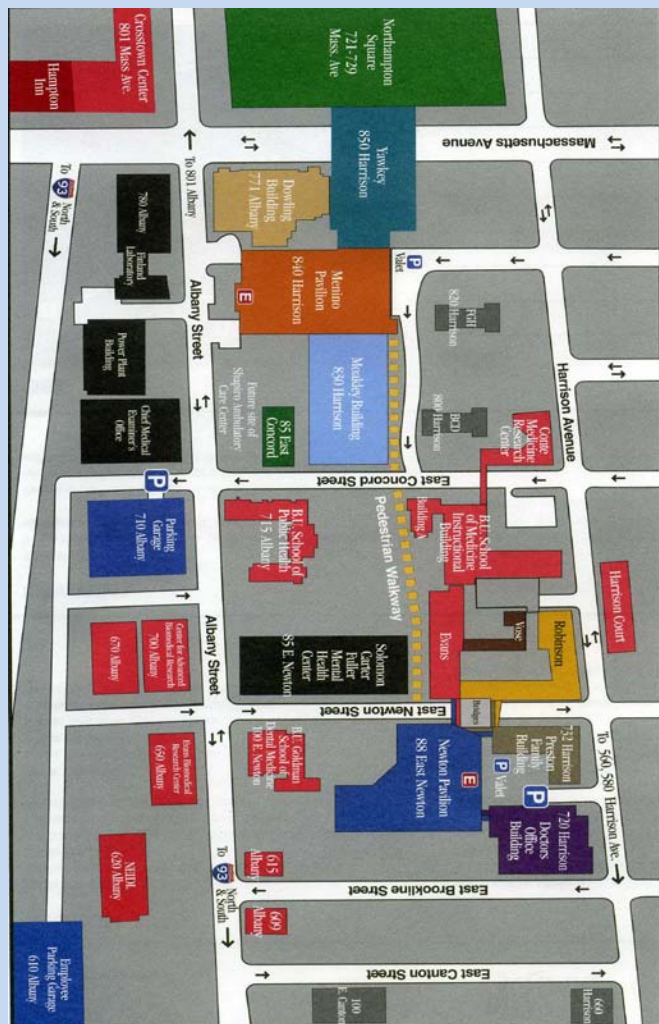 Crosstown Center
801 Mass Ave.
Hampton
Inn
Northampton
Square
721-729
Mass. Ave
Massachusetts Avenue
To 93 North
& South
To 801 Albany
Yawkey
850 Harrison
Dowling
Building
771 Albany
780 Albany
Finland
Laboratory
P
Valet
Menino
Pavilion
840 Harrison
E
FGH
820 Harrison
Albany Street
Harrison Avenue
Power Plant
Building
Moakley Building
830 Harrison
Future site of
Shapiro Ambulatory
Care Center
85 East
Concord
BCD
800 Harrison
Conte
Medicine
Research
Center
Chief Medical
Examiner's
Office
East Concord Street
P
Parking
Garage
710 Albany
B.U. School of
Public Health
715 Albany
Pedestrian Walkway
Building A
B.U. School
of Medicine
Instructional
Building
Harrison Court
Center for Advanced
Biomedical Research
700 Albany
670 Albany
Albany Street
Solomon
Carter
Fuller
Mental
Health
Center
85 E. Newton
Evans
Vose
Robinson
East Newton Street
Bridges
Evans Biomedical
Research Center
650 Albany
B.U. Goldman
School of
Dental Medicine
100 E. Newton
Newton Pavilion
88 East Newton
E
P Valet
P
732 Harrison
Preston
Family
Building
To 560, 580 Harrison Ave.
720 Harrison
Doctors
Office
Building
NEIDL
620 Albany
615
Albany
To 93 North
& South
East Brookline Street
609
Albany
Employee
Parking Garage
610 Albany
East Canton Street
100
E. Canton
660
Harrison